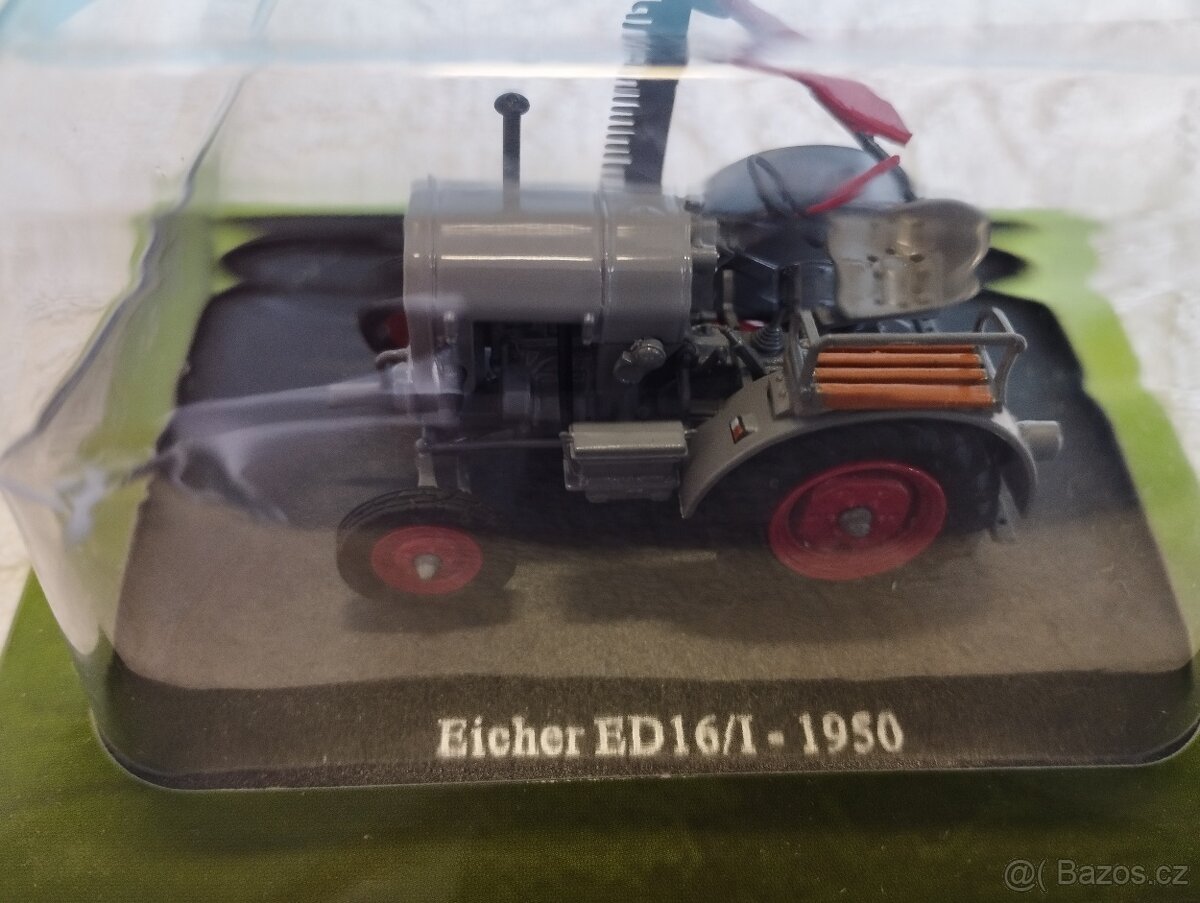 Eicher ED16/I - 1950
@( Bazos.cz